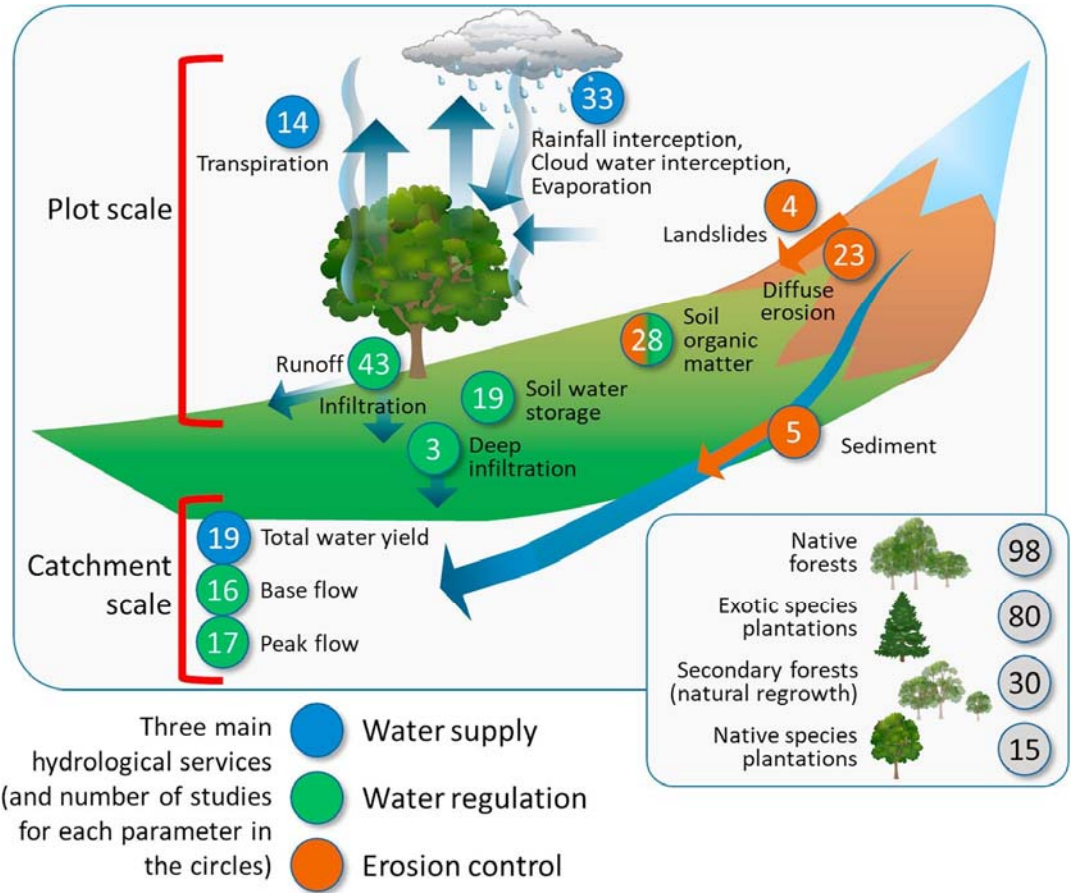 Plot scale
14
Transpiration
33
Rainfall interception,
Cloud water interception,
Evaporation
4
Landslides
23
Diffuse
erosion
28
Soil
organic
matter
Runoff
43
Infiltration
19
Soil water
storage
3
Deep
infiltration
5
Sediment
Catchment
scale
19
Total water yield
16
Base flow
17
Peak flow
Native
forests
98
Exotic species
plantations
80
Secondary forests
(natural regrowth)
30
Native species
plantations
15
Three main
hydrological services
(and number of studies
for each parameter in
the circles)
Water supply
Water regulation
Erosion control